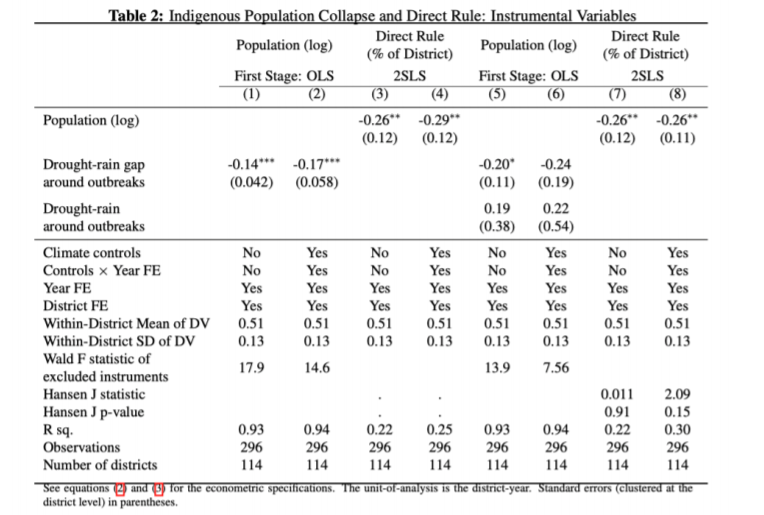 Table 2: Indigenous Population Collapse and Direct Rule: Instrumental Variables
Population (log) Direct Rule (% of District) Population (log) Direct Rule (% of District)
First Stage: OLS 2SLS First Stage: OLS 2SLS
(1) (2) (3) (4) (5) (6) (7) (8)
Population (log) -0.26** -0.29** -0.26** -0.26**
(0.12) (0.12) (0.12) (0.11)
Drought-rain gap -0.14*** -0.17*** -0.20* -0.24
around outbreaks (0.042) (0.058) (0.11) (0.19)
Drought-rain 0.19 0.22
around outbreaks (0.38) (0.54)
Climate controls No Yes No Yes No Yes No Yes
Controls × Year FE No Yes No Yes No Yes No Yes
Year FE Yes Yes Yes Yes Yes Yes Yes Yes
District FE Yes Yes Yes Yes Yes Yes Yes Yes
Within-District Mean of DV 0.51 0.51 0.51 0.51 0.51 0.51 0.51 0.51
Within-District SD of DV 0.13 0.13 0.13 0.13 0.13 0.13 0.13 0.13
Wald F statistic of
excluded instruments 17.9 14.6 13.9 7.56
Hansen J statistic . . 0.011 2.09
Hansen J p-value . . 0.91 0.15
R sq. 0.93 0.94 0.22 0.25 0.93 0.94 0.22 0.30
Observations 296 296 296 296 296 296 296 296
Number of districts 114 114 114 114 114 114 114 114
See equations (2) and (3) for the econometric specifications. The unit-of-analysis is the district-year. Standard errors (clustered at the
district level) in parentheses.